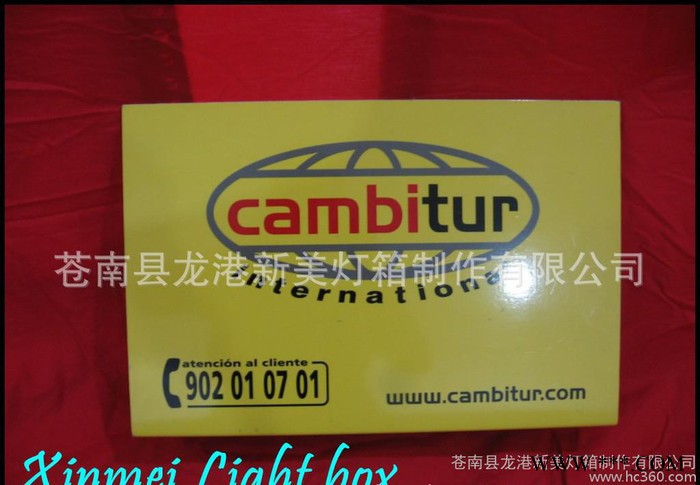 cambitur
苍南县龙港新美灯箱制作有限公司
international
atención al cliente
902 01 07 01
www.cambitur.com
Xinmei Light box
苍南县龙港新美灯箱制作有限公司
www.hc360.com